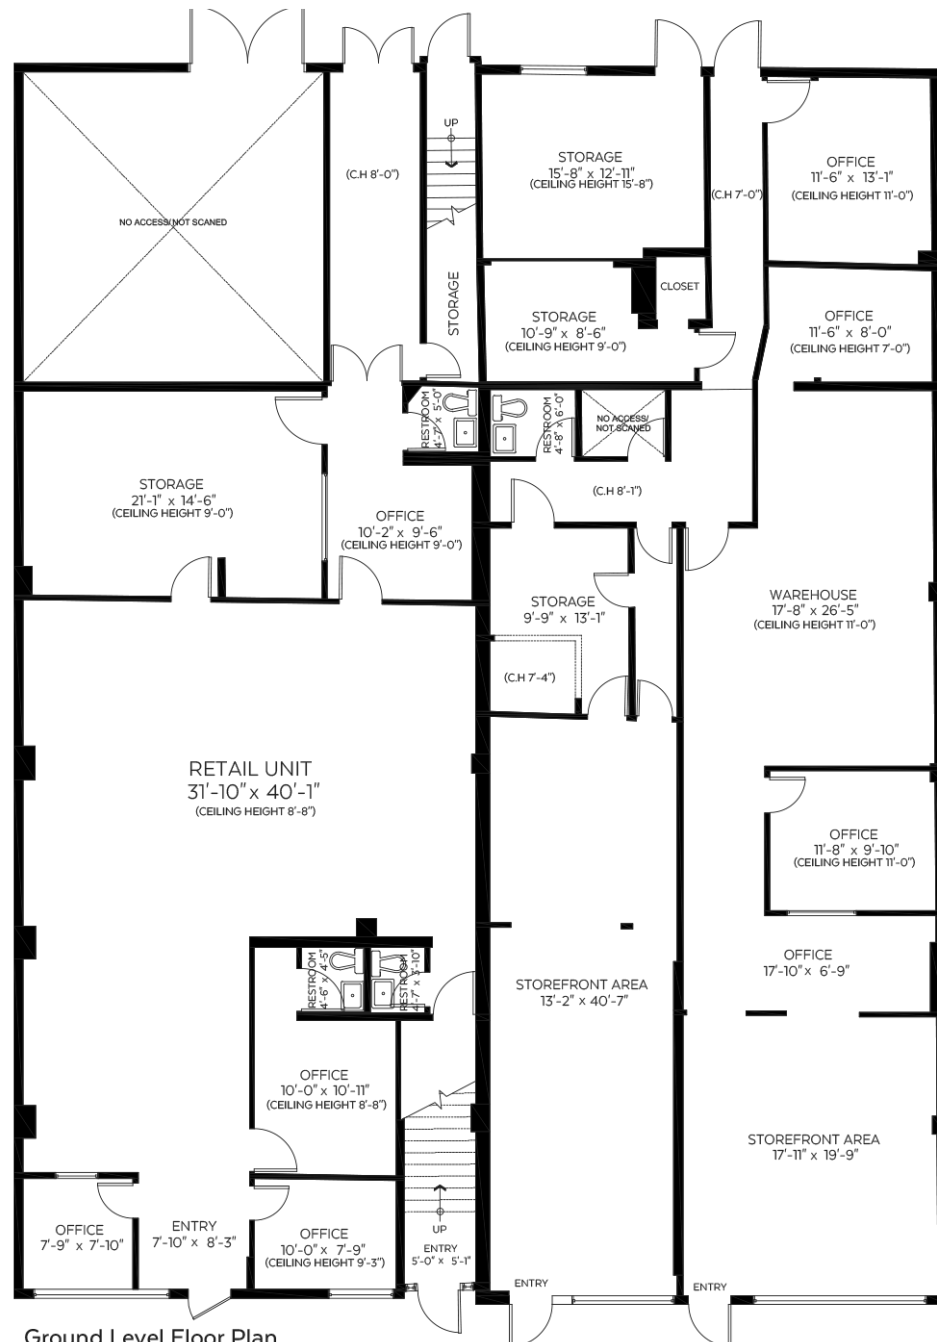 UP
(C.H 8'-0")
STORAGE
15'-8" x 12'-11"
(CEILING HEIGHT 15'-8")
OFFICE
11'-6" x 13'-1"
(CEILING HEIGHT 11'-0")
(C.H 7'-0")
NO ACCESS/NOT SCANED
STORAGE
CLOSET
STORAGE
10'-9" x 8'-6"
(CEILING HEIGHT 9'-0")
OFFICE
11'-6" x 8'-0"
(CEILING HEIGHT 7'-0")
RESTROOM
4'-7" x 5'-0"
RESTROOM
4'-8" x 6'-0"
NO ACCESS/
NOT SCANED
STORAGE
21'-1" x 14'-6"
(CEILING HEIGHT 9'-0")
(C.H 8'-1")
OFFICE
10'-2" x 9'-6"
(CEILING HEIGHT 9'-0")
STORAGE
9'-9" x 13'-1"
WAREHOUSE
17'-8" x 26'-5"
(CEILING HEIGHT 11'-0")
(C.H 7'-4")
RETAIL UNIT
31'-10" x 40'-1"
(CEILING HEIGHT 8'-8")
OFFICE
11'-8" x 9'-10"
(CEILING HEIGHT 11'-0")
RESTROOM
4'-6" x 4'-5"
RESTROOM
OFFICE
17'-10" x 6'-9"
STOREFRONT AREA
13'-2" x 40'-7"
OFFICE
10'-0" x 10'-11"
(CEILING HEIGHT 8'-8")
STOREFRONT AREA
17'-11" x 19'-9"
OFFICE
7'-9" x 7'-10"
ENTRY
7'-10" x 8'-3"
OFFICE
10'-0" x 7'-9"
(CEILING HEIGHT 9'-3")
UP
ENTRY
5'-0" x 5'-1"
ENTRY
ENTRY
Ground Level Floor Plan